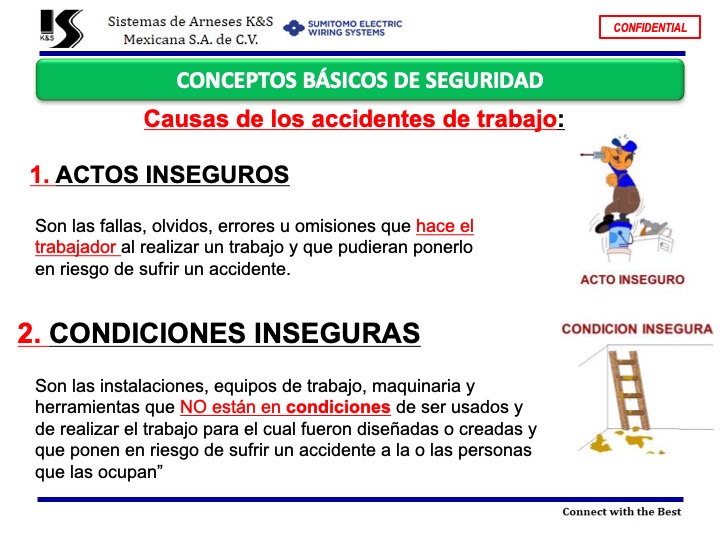 K&S
Sistemas de Arneses K&S
Mexicana S.A. de C.V.
SUMITOMO ELECTRIC
WIRING SYSTEMS
CONFIDENTIAL
CONCEPTOS BÁSICOS DE SEGURIDAD
Causas de los accidentes de trabajo:
1. ACTOS INSEGUROS
Son las fallas, olvidos, errores u omisiones que hace el
trabajador al realizar un trabajo y que pudieran ponerlo
en riesgo de sufrir un accidente.
ACTO INSEGURO
2. CONDICIONES INSEGURAS
CONDICION INSEGURA
Son las instalaciones, equipos de trabajo, maquinaria y
herramientas que NO están en condiciones de ser usados y
de realizar el trabajo para el cual fueron diseñadas o creadas y
que ponen en riesgo de sufrir un accidente a la o las personas
que las ocupan”
Connect with the Best